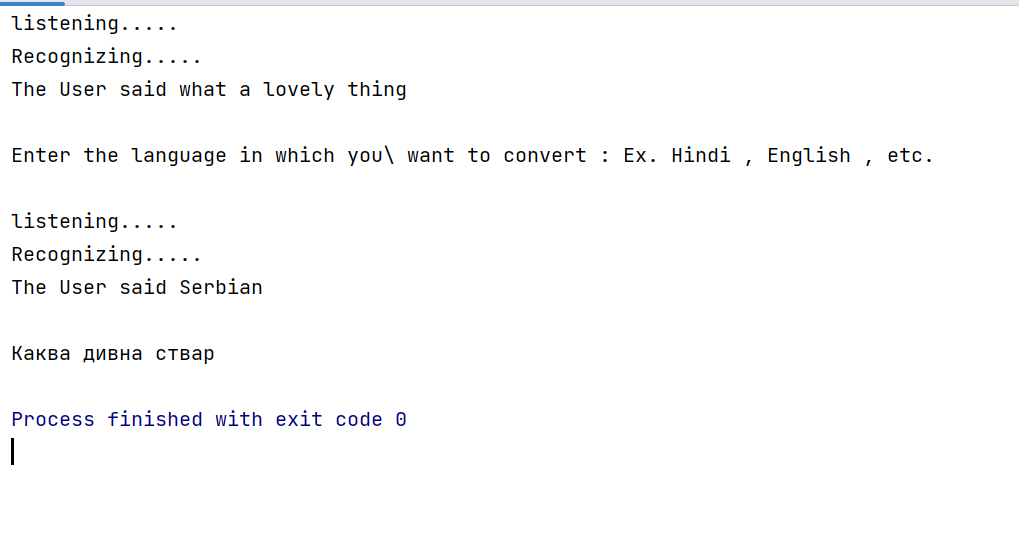 listening.....
Recognizing.....
The User said what a lovely thing
Enter the language in which you\ want to convert : Ex. Hindi , English , etc.
listening.....
Recognizing.....
The User said Serbian
Каква дивна ствар
Process finished with exit code 0